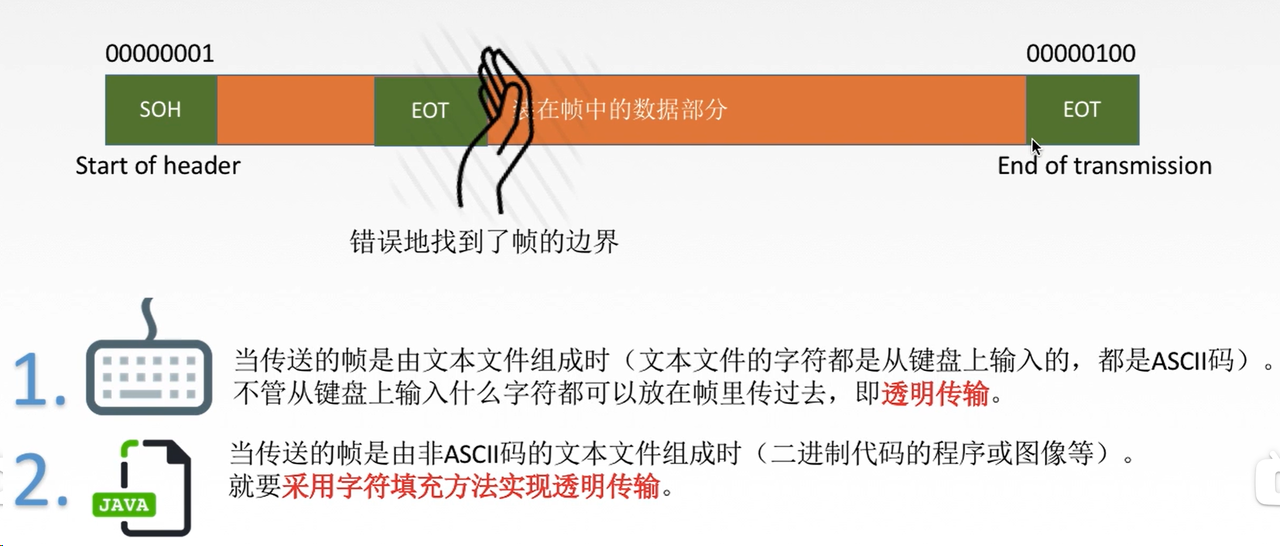 00000001
00000100
SOH
EOT
装在帧中的数据部分
EOT
Start of header
End of transmission
错误地找到了帧的边界
1.
当传送的帧是由文本文件组成时（文本文件的字符都是从键盘上输入的，都是ASCII码）。
不管从键盘上输入什么字符都可以放在帧里传过去，即透明传输。
2.
当传送的帧是由非ASCII码的文本文件组成时（二进制代码的程序或图像等）。
就要采用字符填充方法实现透明传输。
JAVA